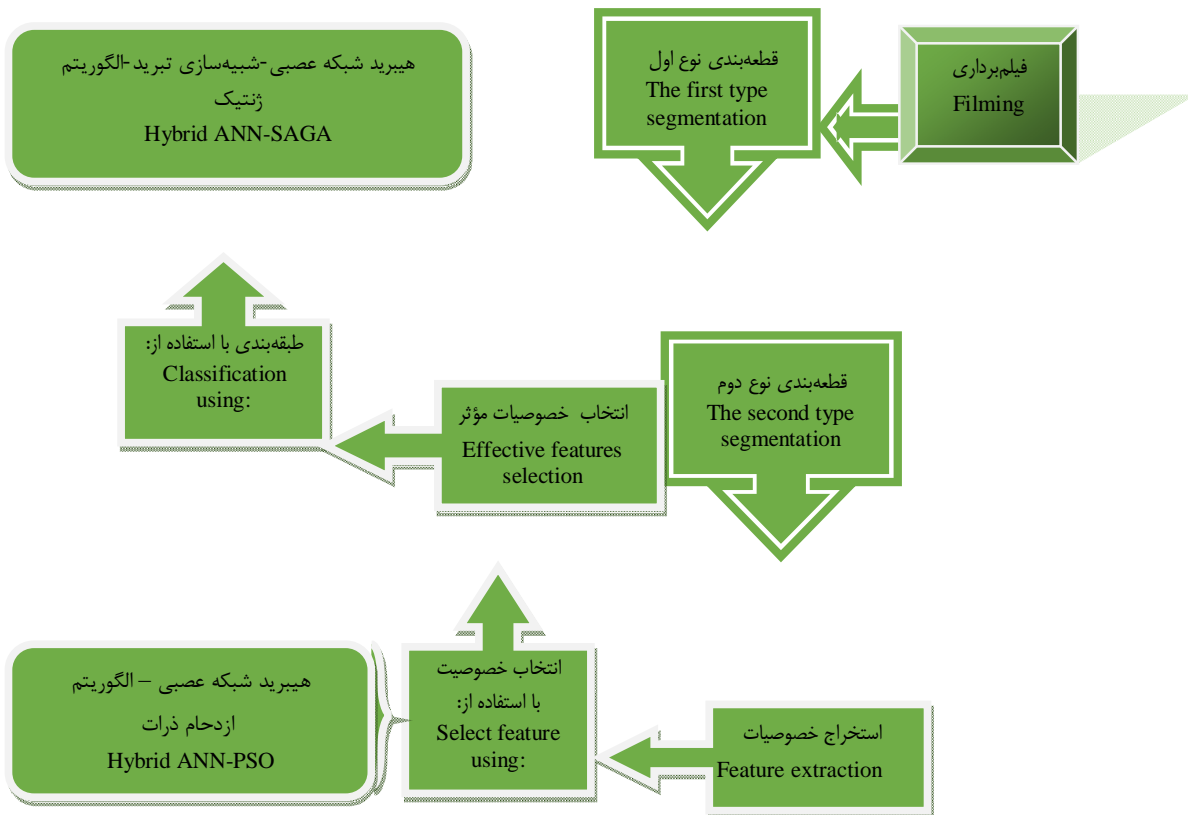 هیبرید شبکه عصبی-شبیه‌سازی تبرید-الگوریتم
ژنتیک
Hybrid ANN-SAGA
قطعه‌بندی نوع اول
The first type
segmentation
فیلم‌برداری
Filming
طبقه‌بندی با استفاده از:
Classification
using:
انتخاب خصوصیات مؤثر
Effective features
selection
قطعه‌بندی نوع دوم
The second type
segmentation
هیبرید شبکه عصبی – الگوریتم
ازدحام ذرات
Hybrid ANN-PSO
انتخاب خصوصیت
با استفاده از:
Select feature
using:
استخراج خصوصیات
Feature extraction